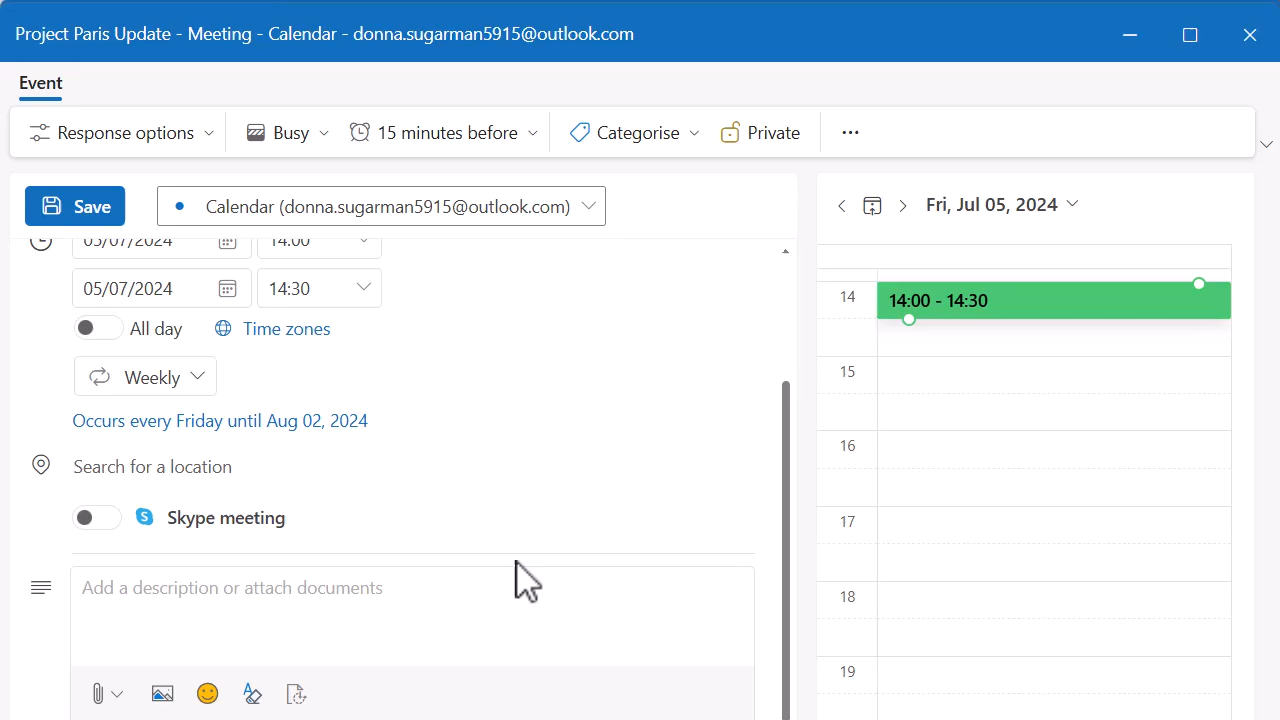 Project Paris Update - Meeting - Calendar - donna.sugarman5915@outlook.com
Event
Response options
Busy
15 minutes before
Categorise
Private
Save
Calendar (donna.sugarman5915@outlook.com)
Fri, Jul 05, 2024
05/07/2024
14:00
05/07/2024
14:30
All day
Time zones
Weekly
Occurs every Friday until Aug 02, 2024
Search for a location
Skype meeting
Add a description or attach documents
14
14:00 - 14:30
15
16
17
18
19